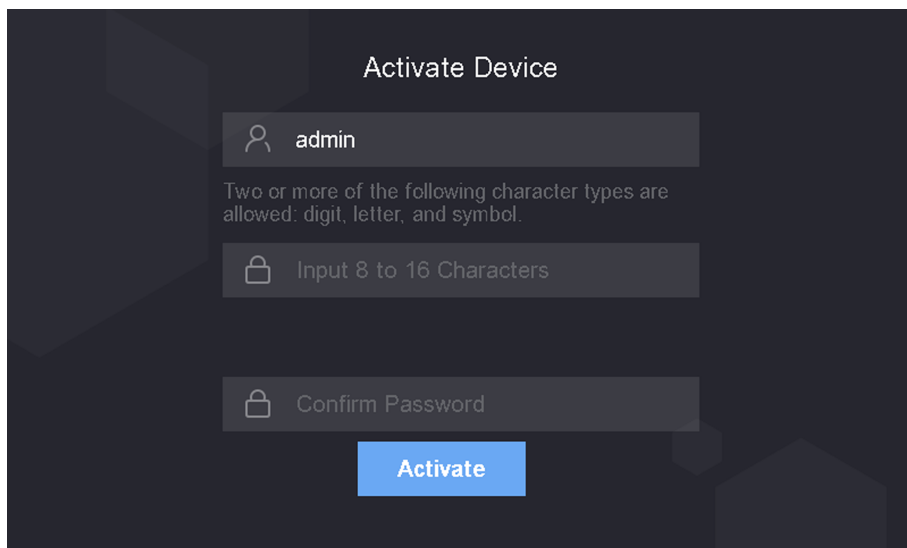 Activate Device
admin
Two or more of the following character types are
allowed: digit, letter, and symbol.
Input 8 to 16 Characters
Confirm Password
Activate